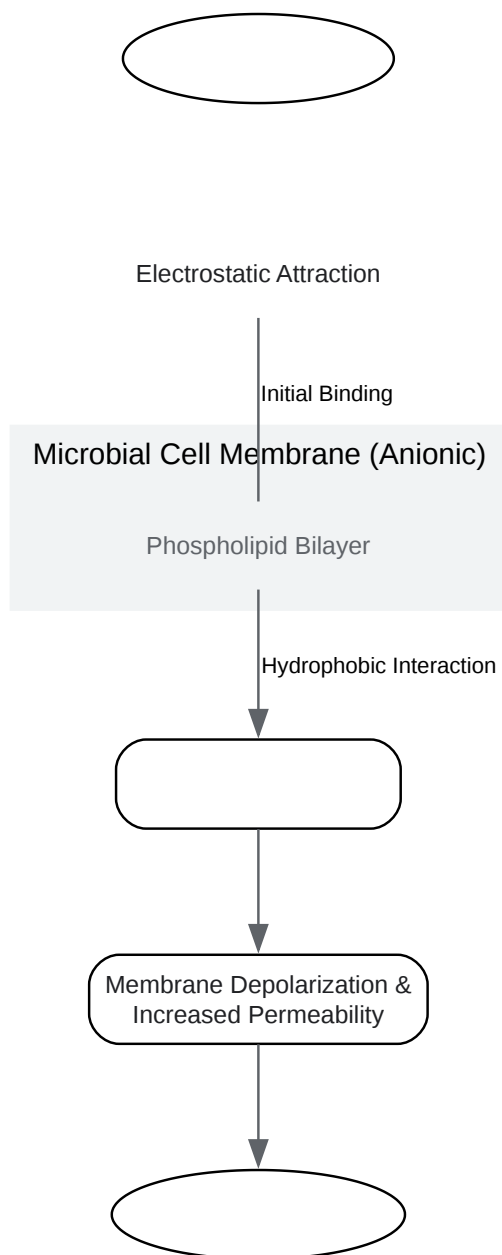 Electrostatic Attraction
Initial Binding
Microbial Cell Membrane (Anionic)
Phospholipid Bilayer
Hydrophobic Interaction
Membrane Depolarization &
Increased Permeability